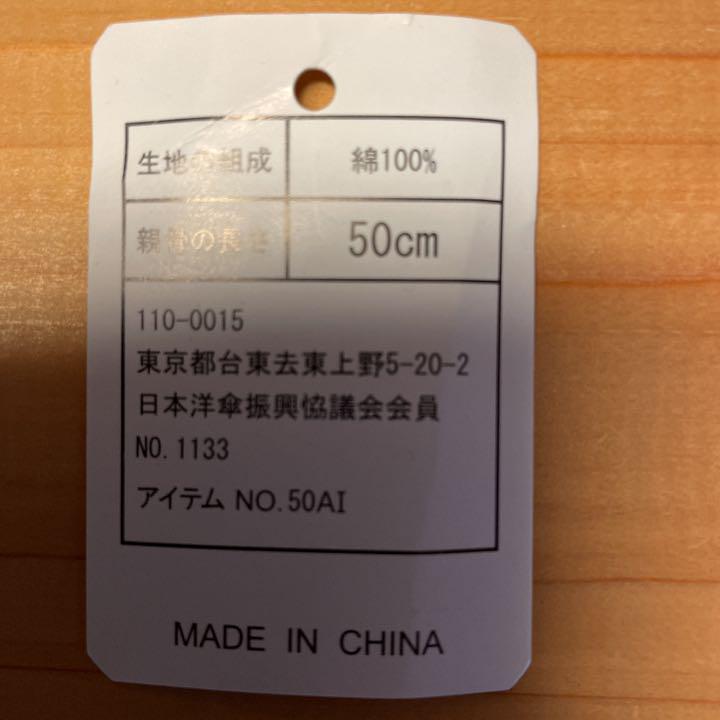 生地の組成 綿100%
親骨の長さ 50cm
110-0015
東京都台東去東上野5-20-2
日本洋傘振興恊議会会員
NO.1133
アイテム NO.50AI
MADE IN CHINA